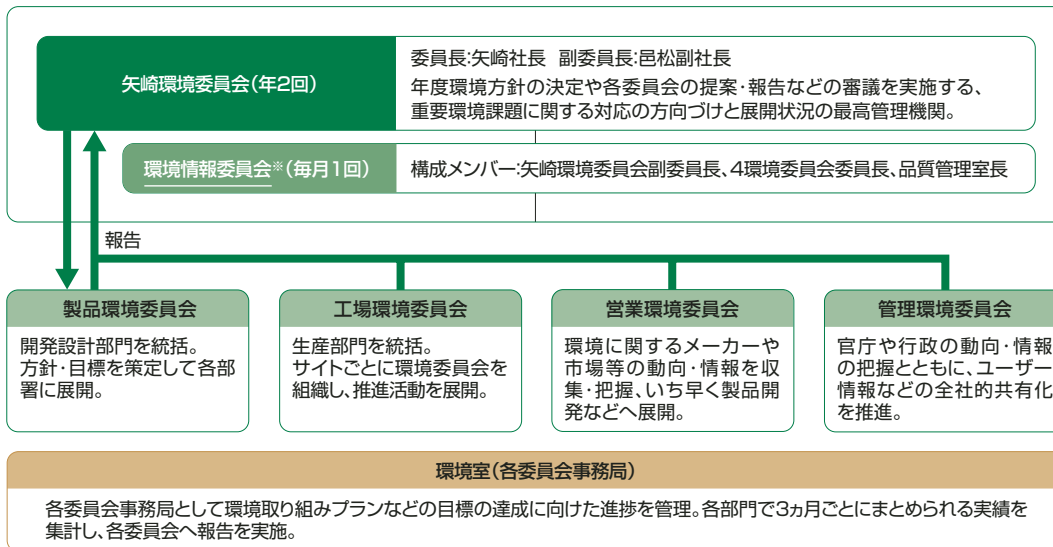 矢崎環境委員会(年2回)
委員長:矢崎社長 副委員長:邑松副社長
年度環境方針の決定や各委員会の提案・報告などの審議を実施する、
重要環境課題に関する対応の方向づけと展開状況の最高管理機関。
環境情報委員会※(毎月1回)
構成メンバー:矢崎環境委員会副委員長、4環境委員会委員長、品質管理室長
報告
製品環境委員会
開発設計部門を統括。
方針・目標を策定して各部
署に展開。
工場環境委員会
生産部門を統括。
サイトごとに環境委員会を
組織し、推進活動を展開。
営業環境委員会
環境に関するメーカーや
市場等の動向・情報を収
集・把握、いち早く製品開
発などへ展開。
管理環境委員会
官庁や行政の動向・情報
の把握とともに、ユーザー
情報などの全社的共有化
を推進。
環境室(各委員会事務局)
各委員会事務局として環境取り組みプランなどの目標の達成に向けた進捗を管理。各部門で3ヵ月ごとにまとめられる実績を
集計し、各委員会へ報告を実施。